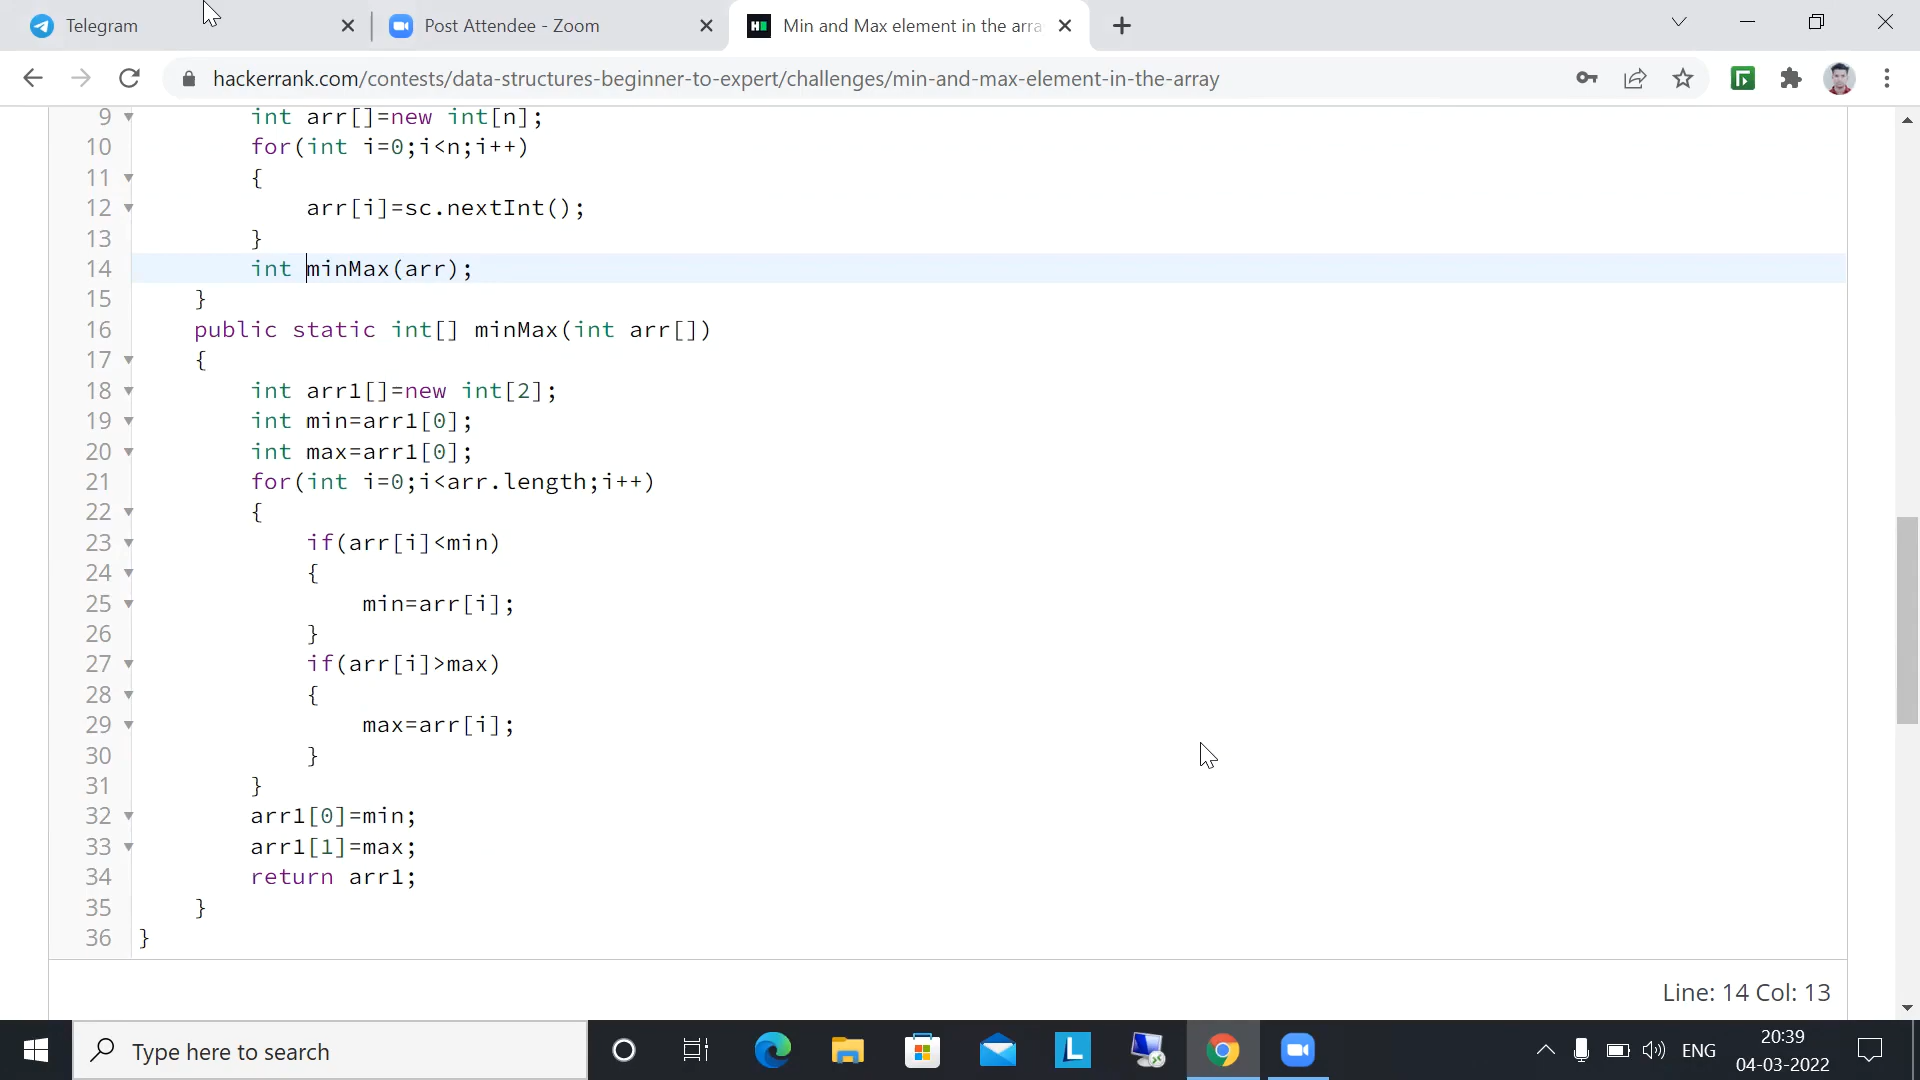 Telegram
Post Attendee - Zoom
Min and Max element in the arra
hackerrank.com/contests/data-structures-beginner-to-expert/challenges/min-and-max-element-in-the-array
9 int arr[]=new int[n];
10 for(int i=0;i<n;i++)
11 {
12 arr[i]=sc.nextInt();
13 }
14 int minMax(arr);
15 }
16 public static int[] minMax(int arr[])
17 {
18 int arr1[]=new int[2];
19 int min=arr1[0];
20 int max=arr1[0];
21 for(int i=0;i<arr.length;i++)
22 {
23 if(arr[i]<min)
24 {
25 min=arr[i];
26 }
27 if(arr[i]>max)
28 {
29 max=arr[i];
30 }
31 }
32 arr1[0]=min;
33 arr1[1]=max;
34 return arr1;
35 }
36 }
Line: 14 Col: 13
Type here to search
L
ENG
20:39
04-03-2022